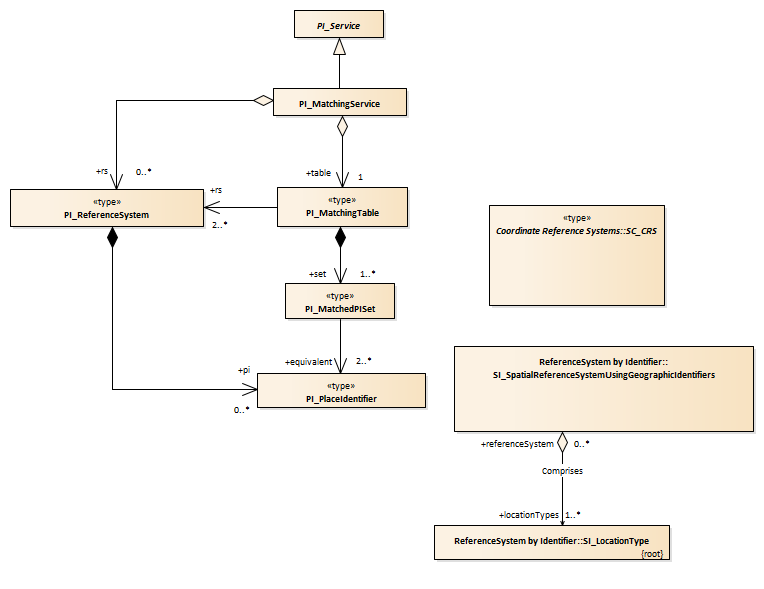 PI_Service
PI_MatchingService
+rs
0..*
+table
1
«type»
PI_ReferenceSystem
+rs
2..*
«type»
PI_MatchingTable
«type»
Coordinate Reference Systems::SC_CRS
+set
1..*
«type»
PI_MatchedPISet
+equivalent
2..*
+pi
0..*
«type»
PI_PlaceIdentifier
ReferenceSystem by Identifier::
SI_SpatialReferenceSystemUsingGeographicIdentifiers
+referenceSystem
0..*
Comprises
+locationTypes
1..*
ReferenceSystem by Identifier::SI_LocationType
{root}